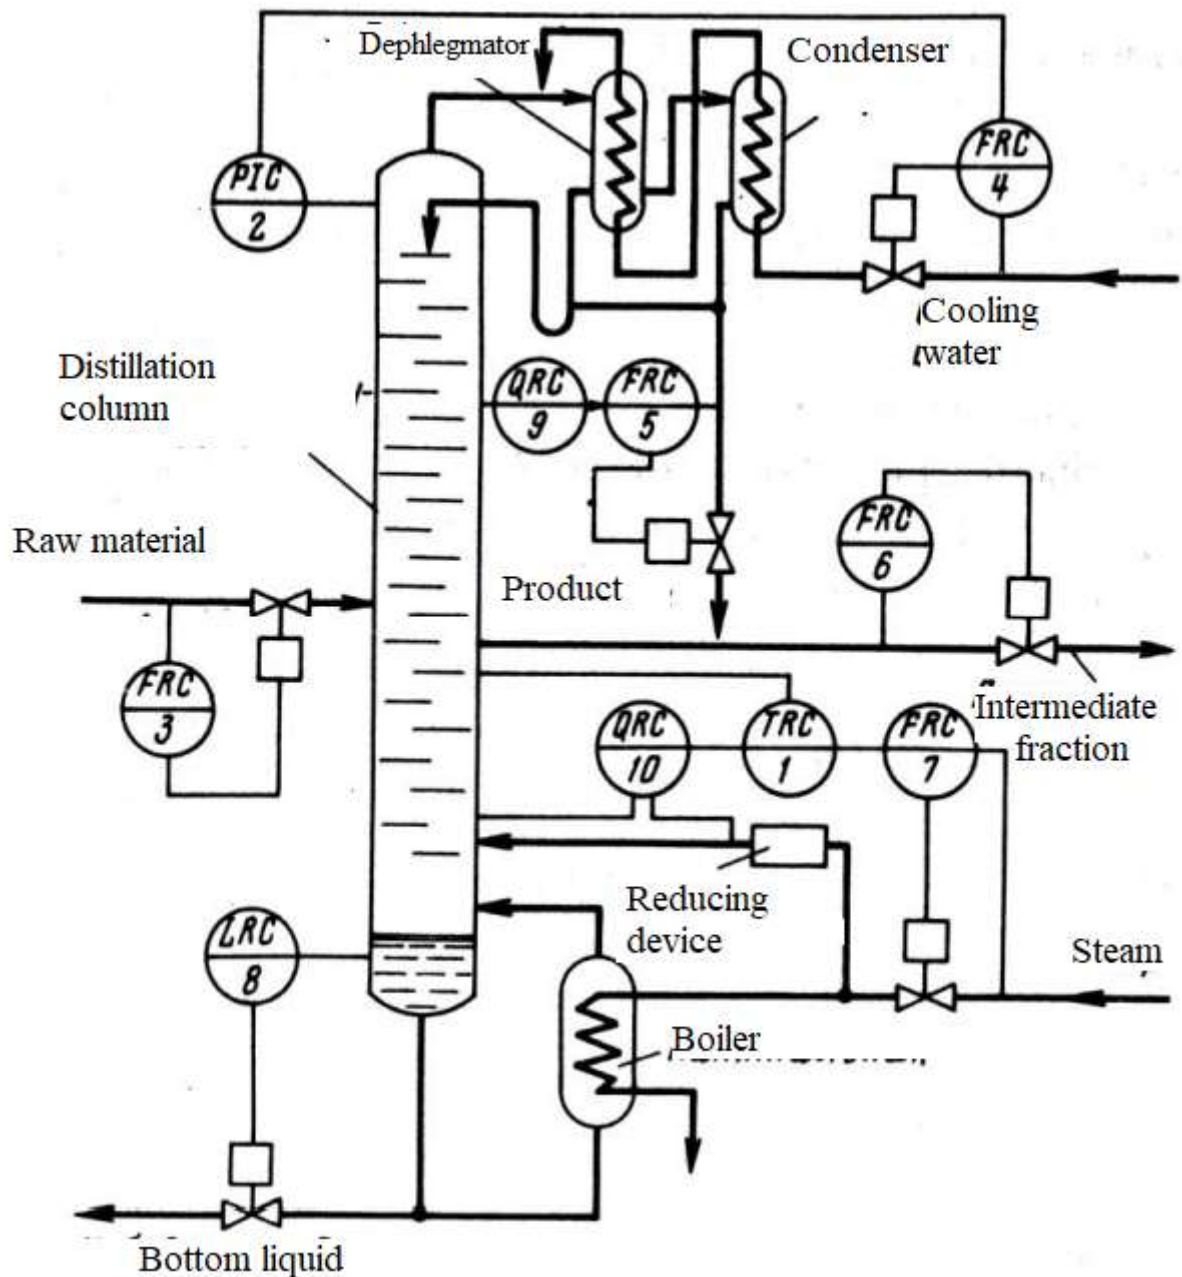 Dephlegmator
Condenser
PIC
2
FRC
4
Cooling
water
Distillation
column
QRC
9
FRC
5
FRC
6
Raw material
Product
FRC
3
QRC
10
TRC
1
FRC
7
Intermediate
fraction
Reducing
device
LRC
8
Steam
Boiler
Bottom liquid